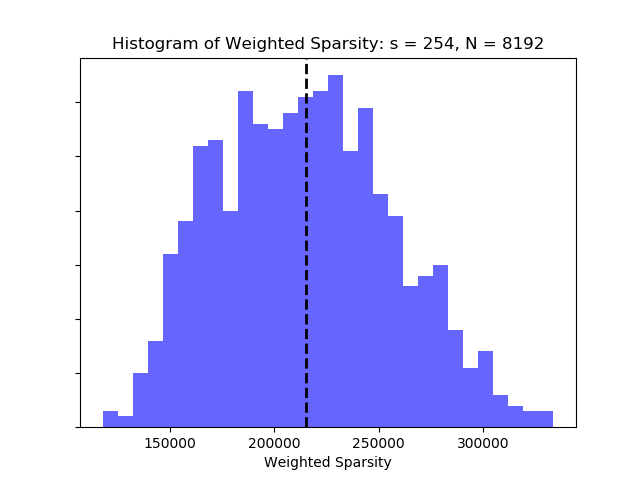 Histogram of Weighted Sparsity: s = 254, N = 8192
150000 200000 250000 300000
Weighted Sparsity